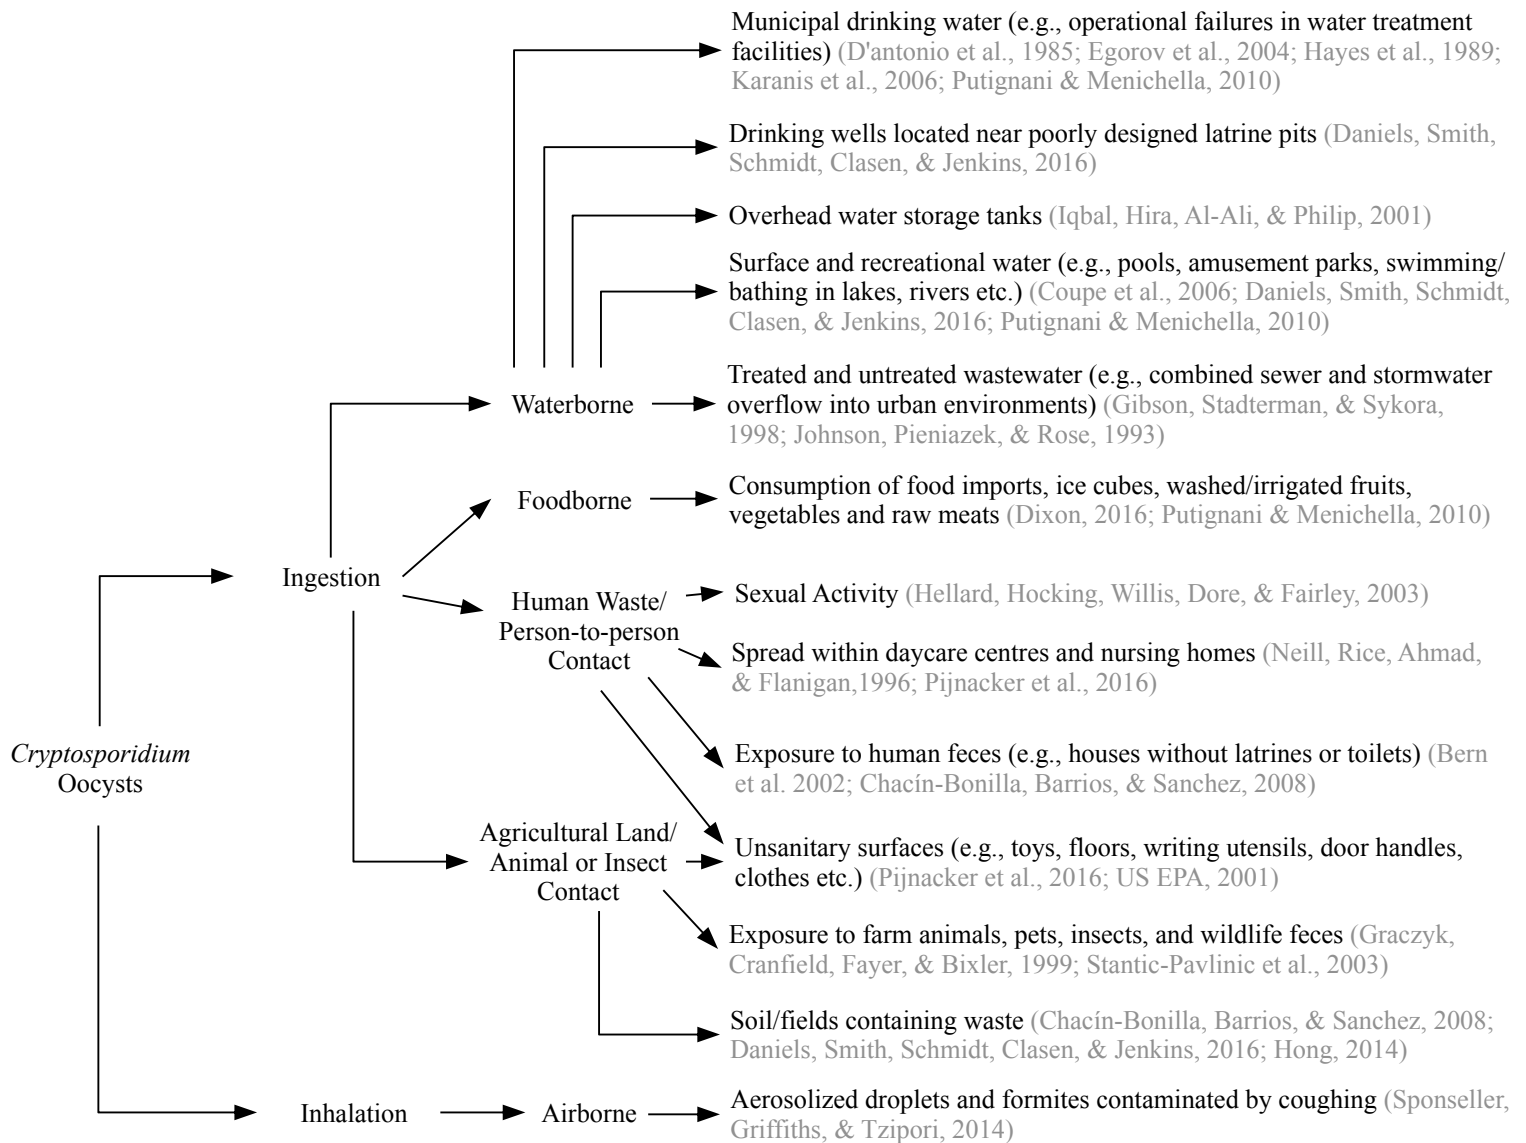 Municipal drinking water (e.g., operational failures in water treatment
facilities) (D'antonio et al., 1985; Egorov et al., 2004; Hayes et al., 1989;
Karanis et al., 2006; Putignani & Menichella, 2010)
Drinking wells located near poorly designed latrine pits (Daniels, Smith,
Schmidt, Clasen, & Jenkins, 2016)
Overhead water storage tanks (Iqbal, Hira, Al-Ali, & Philip, 2001)
Surface and recreational water (e.g., pools, amusement parks, swimming/
bathing in lakes, rivers etc.) (Coupe et al., 2006; Daniels, Smith, Schmidt,
Clasen, & Jenkins, 2016; Putignani & Menichella, 2010)
Waterborne
Treated and untreated wastewater (e.g., combined sewer and stormwater
overflow into urban environments) (Gibson, Stadterman, & Sykora,
1998; Johnson, Pieniazek, & Rose, 1993)
Foodborne
Consumption of food imports, ice cubes, washed/irrigated fruits,
vegetables and raw meats (Dixon, 2016; Putignani & Menichella, 2010)
Ingestion
Human Waste/
Person-to-person
Contact
Sexual Activity (Hellard, Hocking, Willis, Dore, & Fairley, 2003)
Spread within daycare centres and nursing homes (Neill, Rice, Ahmad,
& Flanigan,1996; Pijnacker et al., 2016)
Cryptosporidium
Oocysts
Exposure to human feces (e.g., houses without latrines or toilets) (Bern
et al. 2002; Chacín-Bonilla, Barrios, & Sanchez, 2008)
Agricultural Land/
Animal or Insect
Contact
Unsanitary surfaces (e.g., toys, floors, writing utensils, door handles,
clothes etc.) (Pijnacker et al., 2016; US EPA, 2001)
Exposure to farm animals, pets, insects, and wildlife feces (Graczyk,
Cranfield, Fayer, & Bixler, 1999; Stantic-Pavlinic et al., 2003)
Soil/fields containing waste (Chacín-Bonilla, Barrios, & Sanchez, 2008;
Daniels, Smith, Schmidt, Clasen, & Jenkins, 2016; Hong, 2014)
Inhalation
Airborne
Aerosolized droplets and formites contaminated by coughing (Sponseller,
Griffiths, & Tzipori, 2014)